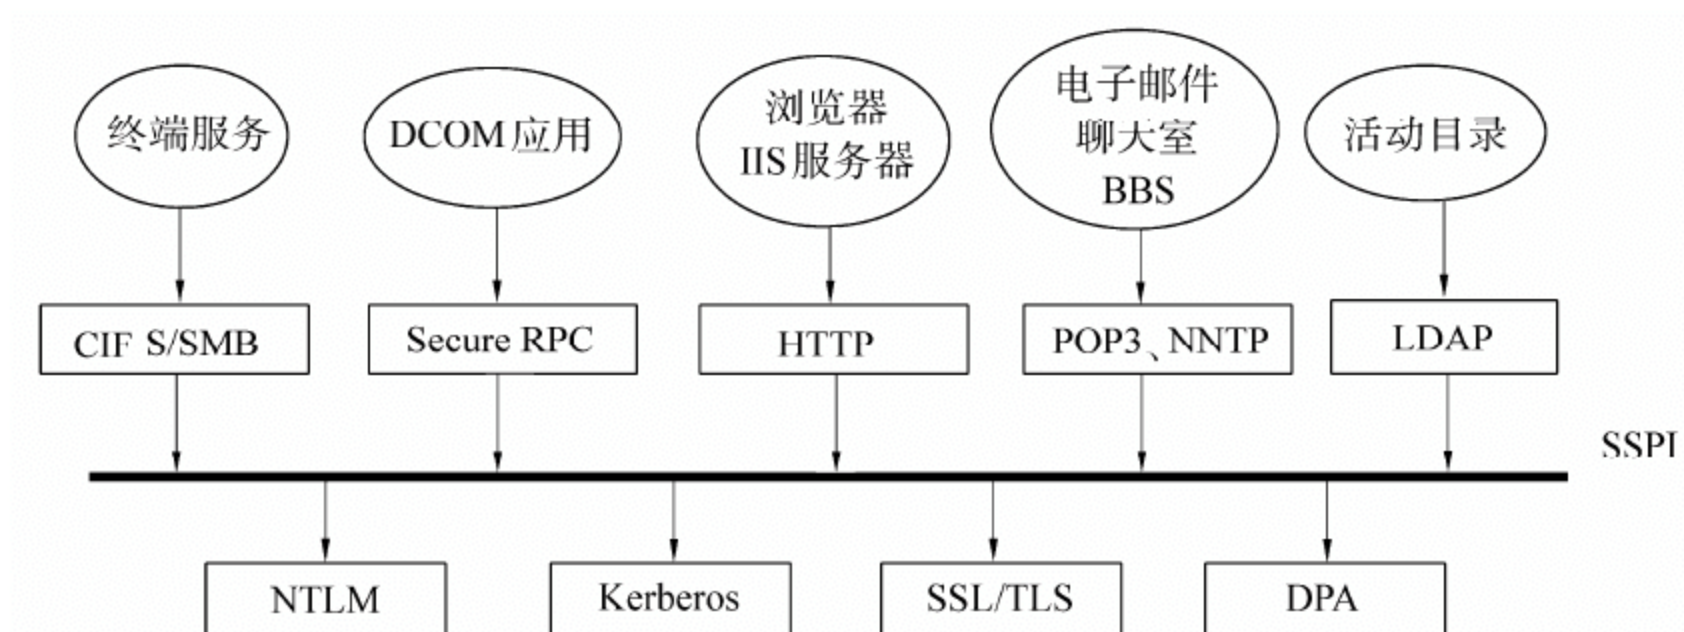 终端服务
DCOM应用
浏览器
IIS服务器
电子邮件
聊天室
BBS
活动目录
CIF S/SMB
Secure RPC
HTTP
POP3、NNTP
LDAP
SSPI
NTLM
Kerberos
SSL/TLS
DPA